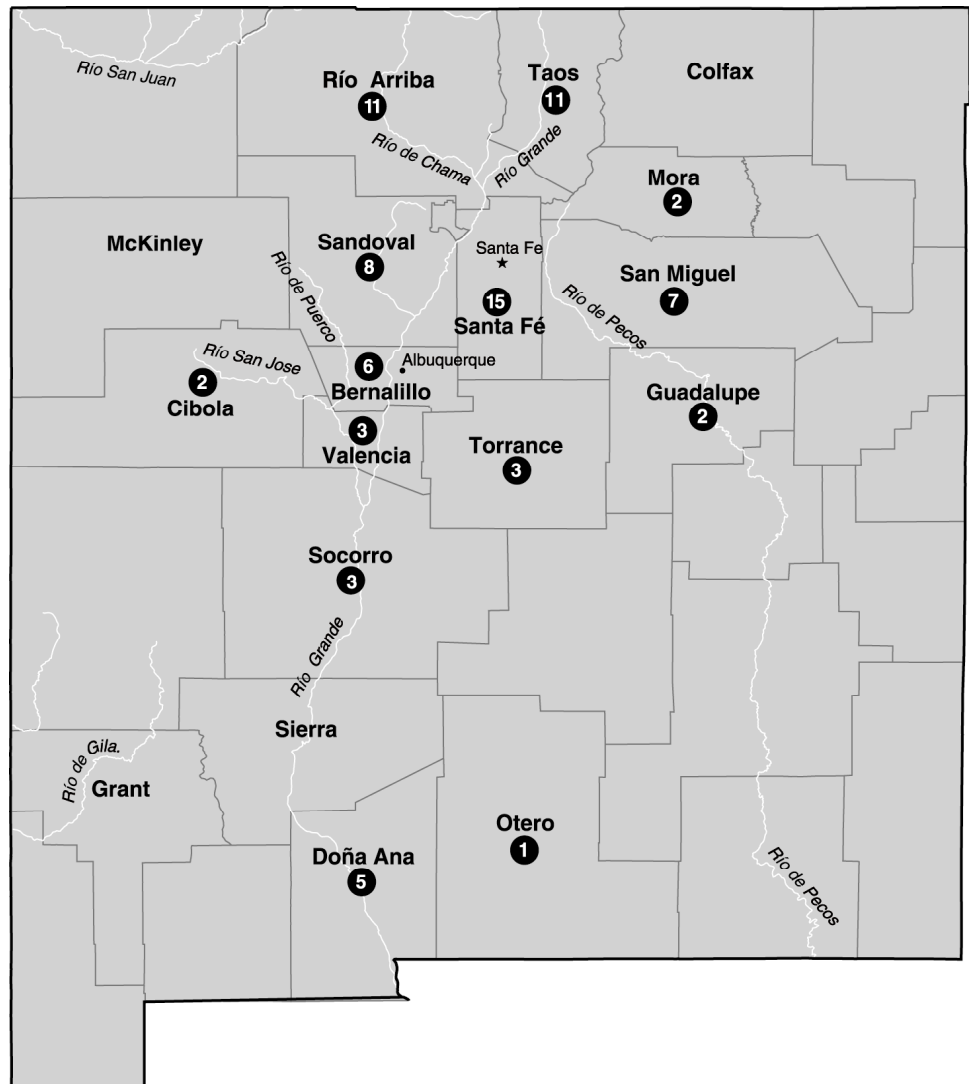 Río San Juan
Río Arriba
11
Taos
11
Colfax
Río de Chama
Río Grande
Mora
2
McKinley
Sandoval
8
Santa Fe
15
Santa Fé
San Miguel
7
Río de Puerco
Río de Pecos
Río San Jose
2
Cibola
6
Albuquerque
Bernalillo
3
Valencia
Torrance
3
Guadalupe
2
Socorro
3
Río Grande
Sierra
Río de Gila.
Grant
Doña Ana
5
Otero
1
Río de Pecos